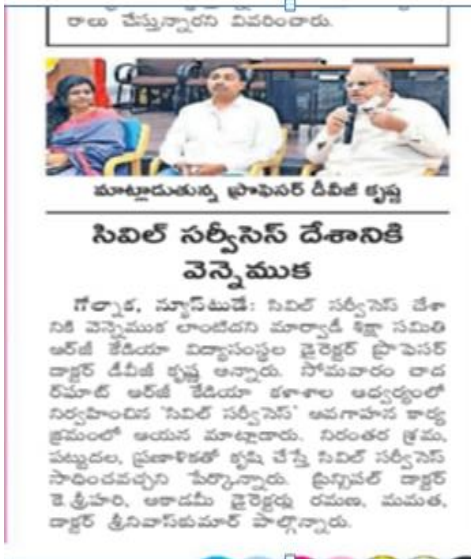 రాలు చేస్తున్నారని వివరించారు.
మాట్లాడుతున్న ప్రొఫెసర్ డీవీజీ కృష్ణ
సివిల్ సర్వీసెస్ దేశానికి
వెన్నెముక
గోల్నాక, న్యూస్‌టుడే: సివిల్ సర్వీసెస్ దేశా
నికి వెన్నెముక లాంటిదని మార్వాడీ శిక్షా సమితి
ఆర్‌జీ కేడియా విద్యాసంస్థల డైరెక్టర్ ప్రొఫెసర్
డాక్టర్ డీవీజీ కృష్ణ అన్నారు. సోమవారం చాద
ర్‌ఘాట్ ఆర్‌జీ కేడియా కళాశాల ఆధ్వర్యంలో
నిర్వహించిన 'సివిల్ సర్వీసెస్' అవగాహన కార్య
క్రమంలో ఆయన మాట్లాడారు. నిరంతర శ్రమ,
పట్టుదల, ప్రణాళికతో కృషి చేస్తే సివిల్ సర్వీసెస్
సాధించవచ్చని పేర్కొన్నారు. ప్రిన్సిపల్ డాక్టర్
కె.శ్రీహరి, అకాడమీ డైరెక్టర్లు రమణ, మమత,
డాక్టర్ శ్రీనివాస్‌కుమార్ పాల్గొన్నారు.